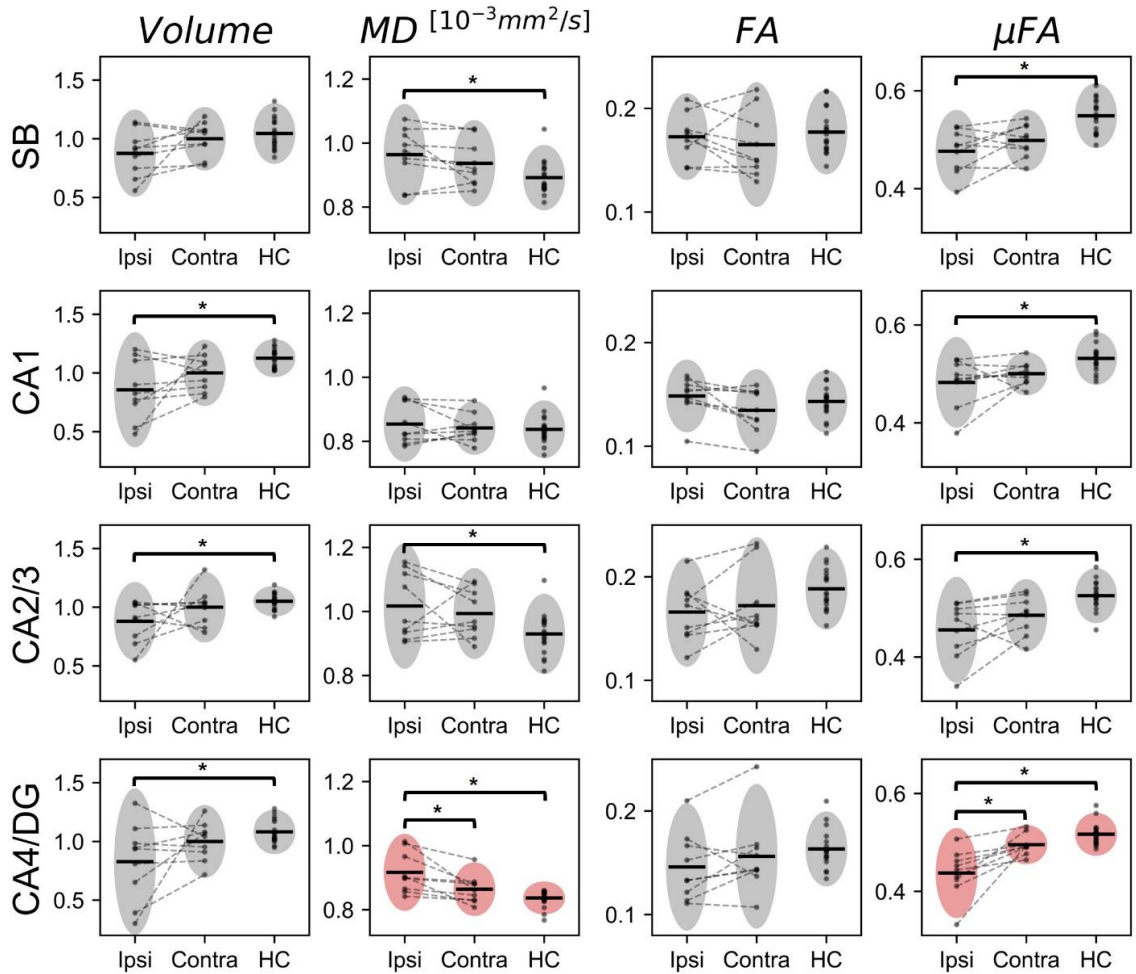 Volume MD [10⁻³mm²/s] FA μFA
SB
1.5
1.0
0.5
Ipsi Contra HC
1.2
1.0
0.8
*
Ipsi Contra HC
0.2
0.1
Ipsi Contra HC
0.6
0.4
*
Ipsi Contra HC
CA1
1.5
1.0
0.5
*
Ipsi Contra HC
1.2
1.0
0.8
Ipsi Contra HC
0.2
0.1
Ipsi Contra HC
0.6
0.4
*
Ipsi Contra HC
CA2/3
1.5
1.0
0.5
*
Ipsi Contra HC
1.2
1.0
0.8
*
Ipsi Contra HC
0.2
0.1
Ipsi Contra HC
0.6
0.4
*
Ipsi Contra HC
CA4/DG
1.5
1.0
0.5
*
Ipsi Contra HC
1.2
1.0
0.8
*
*
Ipsi Contra HC
0.2
0.1
Ipsi Contra HC
0.6
0.4
*
*
Ipsi Contra HC